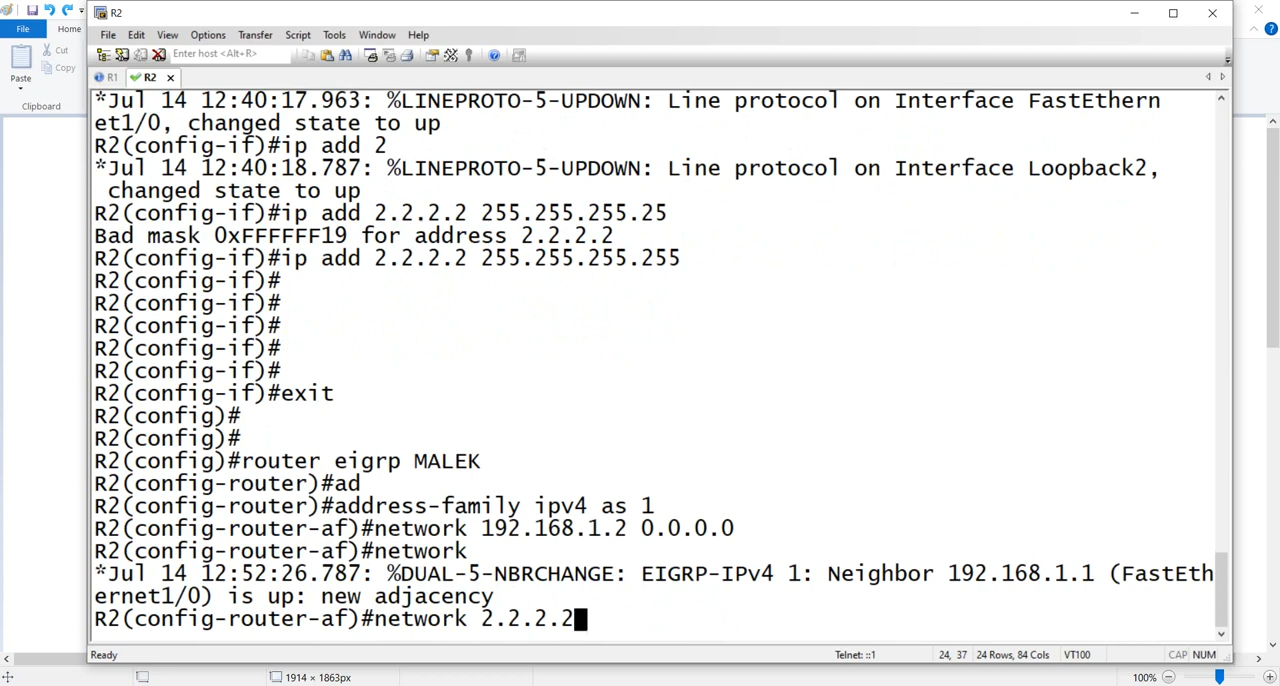 R2
File
Home
Cut
Copy
Paste
Clipboard
File Edit View Options Transfer Script Tools Window Help
Enter host <Alt+R>
R1 R2
*Jul 14 12:40:17.963: %LINEPROTO-5-UPDOWN: Line protocol on Interface FastEthern
et1/0, changed state to up
R2(config-if)#ip add 2
*Jul 14 12:40:18.787: %LINEPROTO-5-UPDOWN: Line protocol on Interface Loopback2,
 changed state to up
R2(config-if)#ip add 2.2.2.2 255.255.255.25
Bad mask 0xFFFFFF19 for address 2.2.2.2
R2(config-if)#ip add 2.2.2.2 255.255.255.255
R2(config-if)#
R2(config-if)#
R2(config-if)#
R2(config-if)#
R2(config-if)#
R2(config-if)#exit
R2(config)#
R2(config)#
R2(config)#router eigrp MALEK
R2(config-router)#ad
R2(config-router)#address-family ipv4 as 1
R2(config-router-af)#network 192.168.1.2 0.0.0.0
R2(config-router-af)#network
*Jul 14 12:52:26.787: %DUAL-5-NBRCHANGE: EIGRP-IPv4 1: Neighbor 192.168.1.1 (FastEth
ernet1/0) is up: new adjacency
R2(config-router-af)#network 2.2.2.2
Ready Telnet: ::1 24, 37 24 Rows, 84 Cols VT100 CAP NUM
1914 × 1863px 100%